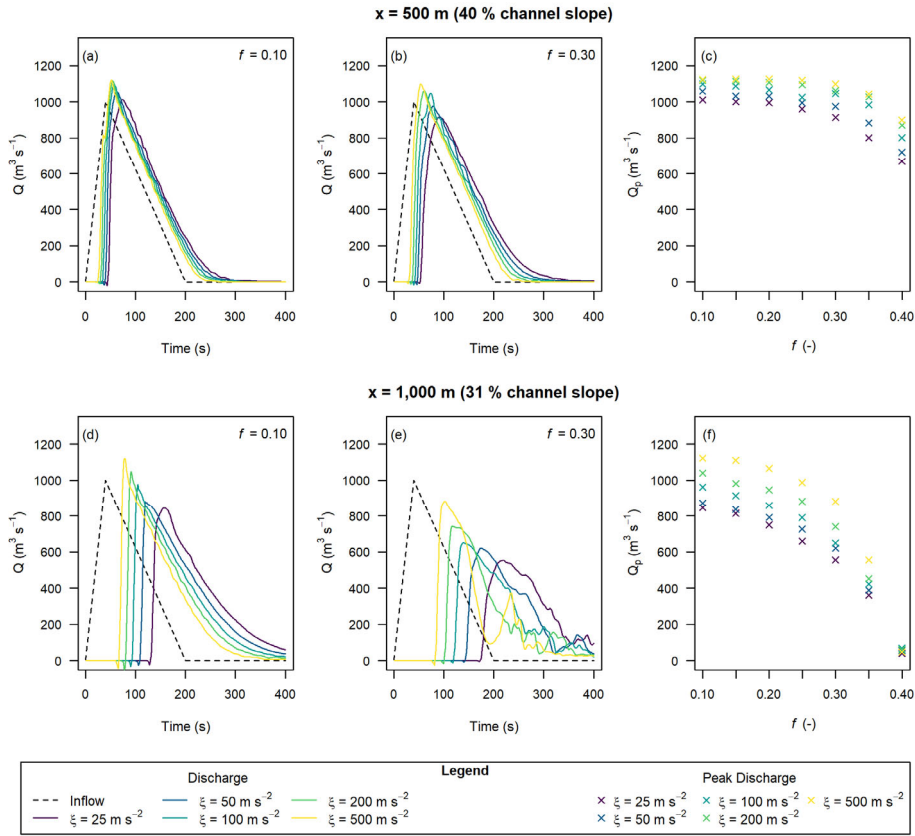 x = 500 m (40 % channel slope)
(a) f = 0.10
(b) f = 0.30
(c)
Q (m³ s⁻¹)
0 200 400 600 800 1000 1200
0 100 200 300 400
Time (s)
Q (m³ s⁻¹)
0 200 400 600 800 1000 1200
0 100 200 300 400
Time (s)
Qₚ (m³ s⁻¹)
0 200 400 600 800 1000 1200
0.10 0.20 0.30 0.40
f (-)
x = 1,000 m (31 % channel slope)
(d) f = 0.10
(e) f = 0.30
(f)
Q (m³ s⁻¹)
0 200 400 600 800 1000 1200
0 100 200 300 400
Time (s)
Q (m³ s⁻¹)
0 200 400 600 800 1000 1200
0 100 200 300 400
Time (s)
Qₚ (m³ s⁻¹)
0 200 400 600 800 1000 1200
0.10 0.20 0.30 0.40
f (-)
Legend
Discharge
Inflow
ξ = 25 m s⁻²
ξ = 50 m s⁻²
ξ = 100 m s⁻²
ξ = 200 m s⁻²
ξ = 500 m s⁻²
Peak Discharge
ξ = 25 m s⁻²
ξ = 50 m s⁻²
ξ = 100 m s⁻²
ξ = 200 m s⁻²
ξ = 500 m s⁻²